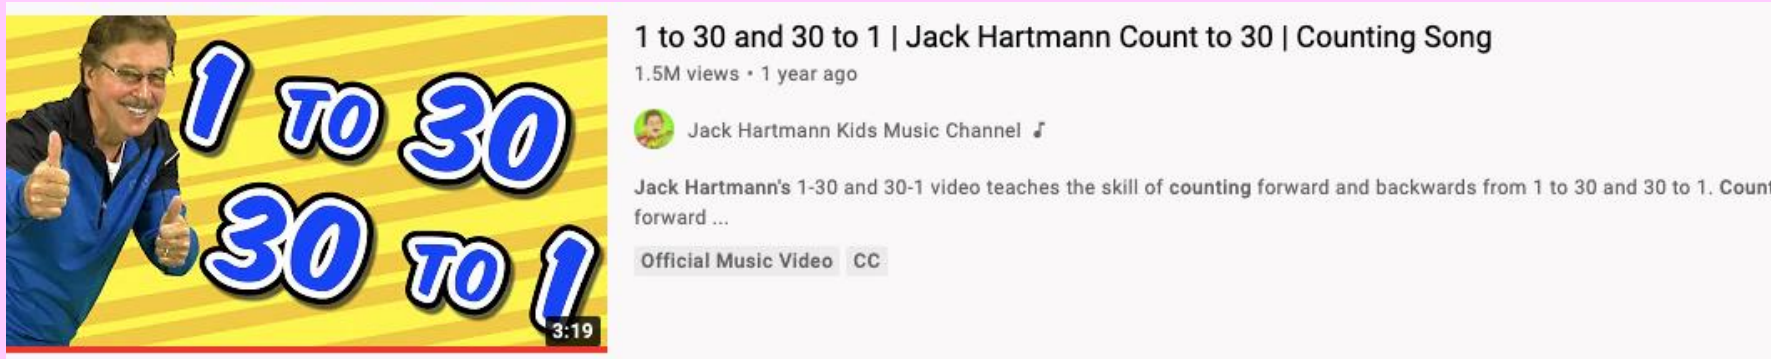 1 TO 30
30 TO 1
3:19
1 to 30 and 30 to 1 | Jack Hartmann Count to 30 | Counting Song
1.5M views • 1 year ago
Jack Hartmann Kids Music Channel ♪
Jack Hartmann's 1-30 and 30-1 video teaches the skill of counting forward and backwards from 1 to 30 and 30 to 1. Count
forward ...
Official Music Video CC